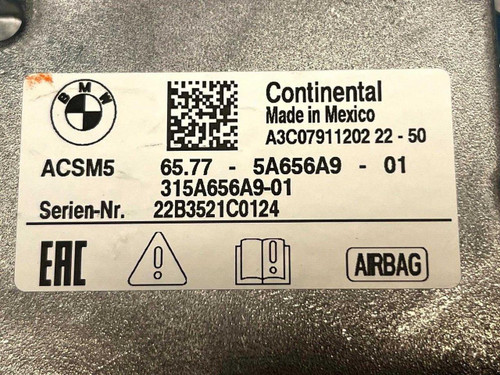 BMW
Continental
Made in Mexico
A3C07911202 22 - 50
ACSM5 65.77 - 5A656A9 - 01
315A656A9-01
Serien-Nr. 22B3521C0124
EAC
AIRBAG